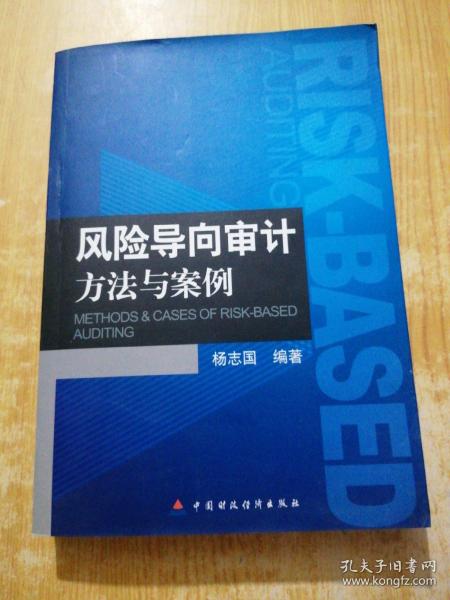 RISK-BASED
AUDITING
风险导向审计
方法与案例
METHODS & CASES OF RISK-BASED
AUDITING
杨志国 编著
中国财政经济出版社
孔夫子旧书网
www.kongfz.com